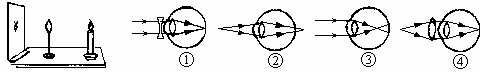 ① ② ③ ④